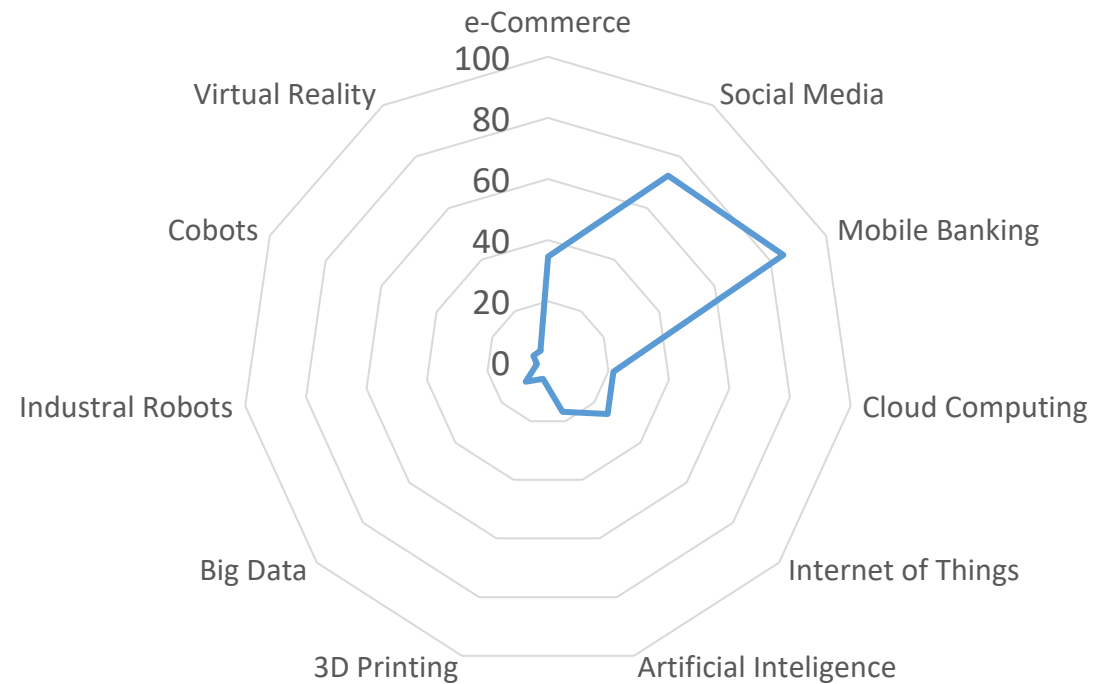 e-Commerce
100
Virtual Reality
Social Media
80
60
Cobots
Mobile Banking
40
20
0
Industral Robots
Cloud Computing
Big Data
Internet of Things
3D Printing
Artificial Inteligence